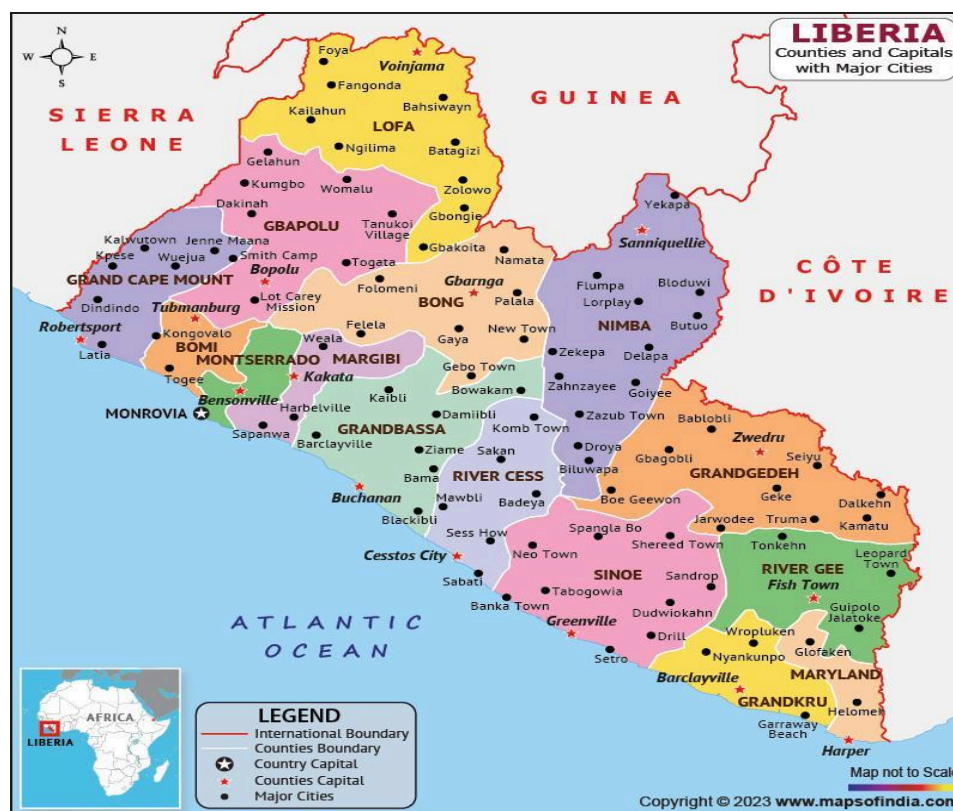 LIBERIA
Counties and Capitals
with Major Cities
N
W
E
S
SIERRA
LEONE
GUINEA
CÔTE
D'IVOIRE
Foya
Voinjama
Fangonda
Bahsiwayn
Kailahun
LOFA
Ngilima
Batagizi
Gelahun
Kumgbo
Womalu
Zolowo
Dakinah
Gbongie
GBAPOLU
Tanukoi
Village
Yekapa
Sanniquellie
Kalwutown
Jenne Maana
Gbakoita
Namata
Kpese
Wuejua
Smith Camp
Togata
GRAND CAPE MOUNT
Bopolu
Folomeni
Gbarnga
Flumpa
Bloduwi
Dindindo
Tubmanburg
Lot Carey
Mission
BONG
Palala
Lorplay
Robertsport
Kongovalo
Felela
New Town
NIMBA
Butuo
Latia
BOMI
Weala
Gaya
MONTSERRADO
MARGIBI
Zekepa
Delapa
Togee
Kakata
Gebo Town
Zahnzayee
Goiyee
Bensonville
Kaibli
Bowakam
MONROVIA
Harbelville
Damiibli
Komb Town
Zazub Town
Bablobli
Sapanwa
GRANDBASSA
Barclayville
Zwedru
Ziame
Sakan
Droya
Gbagobli
Seiyu
Bama
RIVER CESS
Biluwapa
GRANDGEDEH
Buchanan
Mawbli
Badeya
Boe Geewon
Geke
Dalkehn
Blackibli
Spangla Bo
Jarwodee
Truma
Kamatu
Sess How
Neo Town
Shereed Town
Tonkehn
Leopard
Town
Cesstos City
SINOE
RIVER GEE
Sabati
Tabogowia
Sandrop
Fish Town
Banka Town
Dudwiokahn
Guipolo
Jalatoke
Greenville
Drill
Wropluken
Glofaken
Setro
Nyankunpo
MARYLAND
Barclayville
GRANDKRU
Helomeh
Garraway
Beach
Harper
ATLANTIC
OCEAN
AFRICA
LIBERIA
LEGEND
International Boundary
Counties Boundary
Country Capital
Counties Capital
Major Cities
Map not to Scale
Copyright © 2023 www.mapsofindia.com